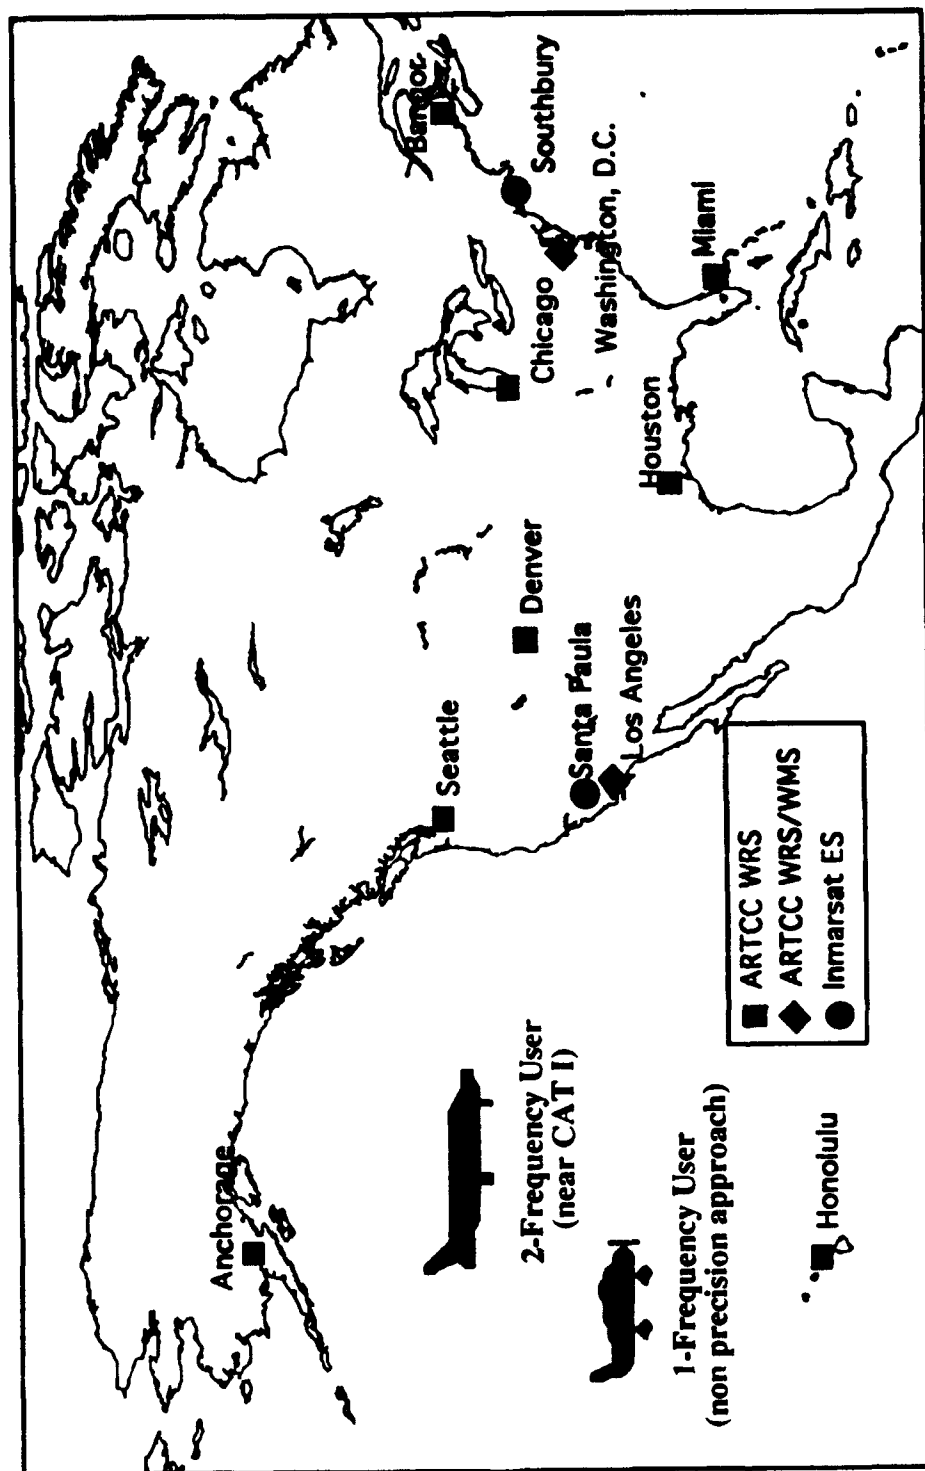 Anchorage
Bangor
Southbury
Seattle
Chicago
Washington, D.C.
Denver
Santa Paula
Los Angeles
Houston
Miami
Honolulu
2-Frequency User
(near CAT I)
1-Frequency User
(non precision approach)
ARTCC WRS
ARTCC WRS/WMS
Inmarsat ES